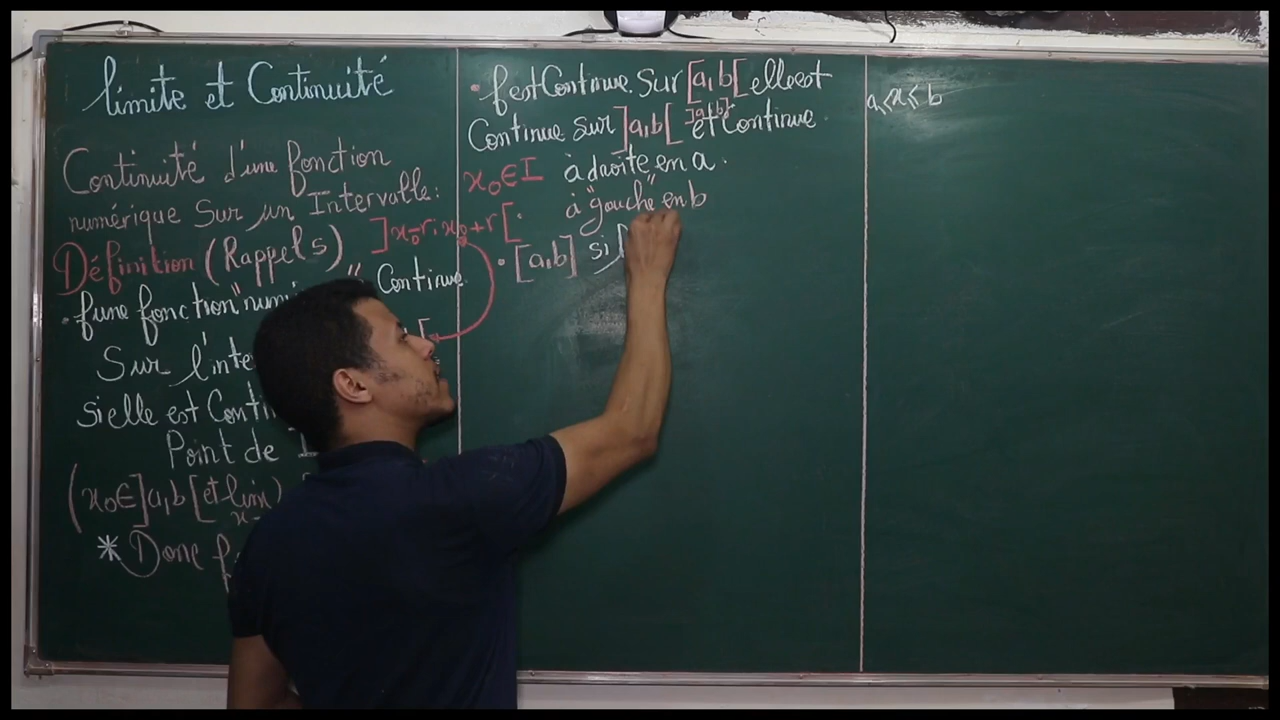 limite et Continuité
Continuité d'une fonction
numérique Sur un Intervalle:
Définition (Rappels)
]x₀-r, x₀+r[
• f une fonction "numé " Continue
Sur l'inte [
si elle est Conti
Point de I
(x₀∈]a,b[ et lim )
x→
* Donc f
• f est Continue. Sur [a,b[ elle est
Continue Sur ]a,b[ ]a,b[ et Continue
x₀∈I à droite en a.
à "gauche" en b
• [a,b] si
a≤x≤b